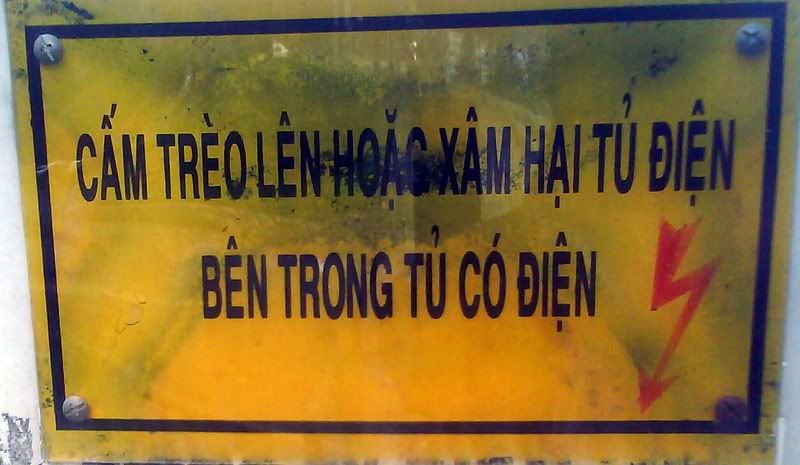 CẤM TRÈO LÊN HOẶC XÂM HẠI TỦ ĐIỆN
BÊN TRONG TỦ CÓ ĐIỆN